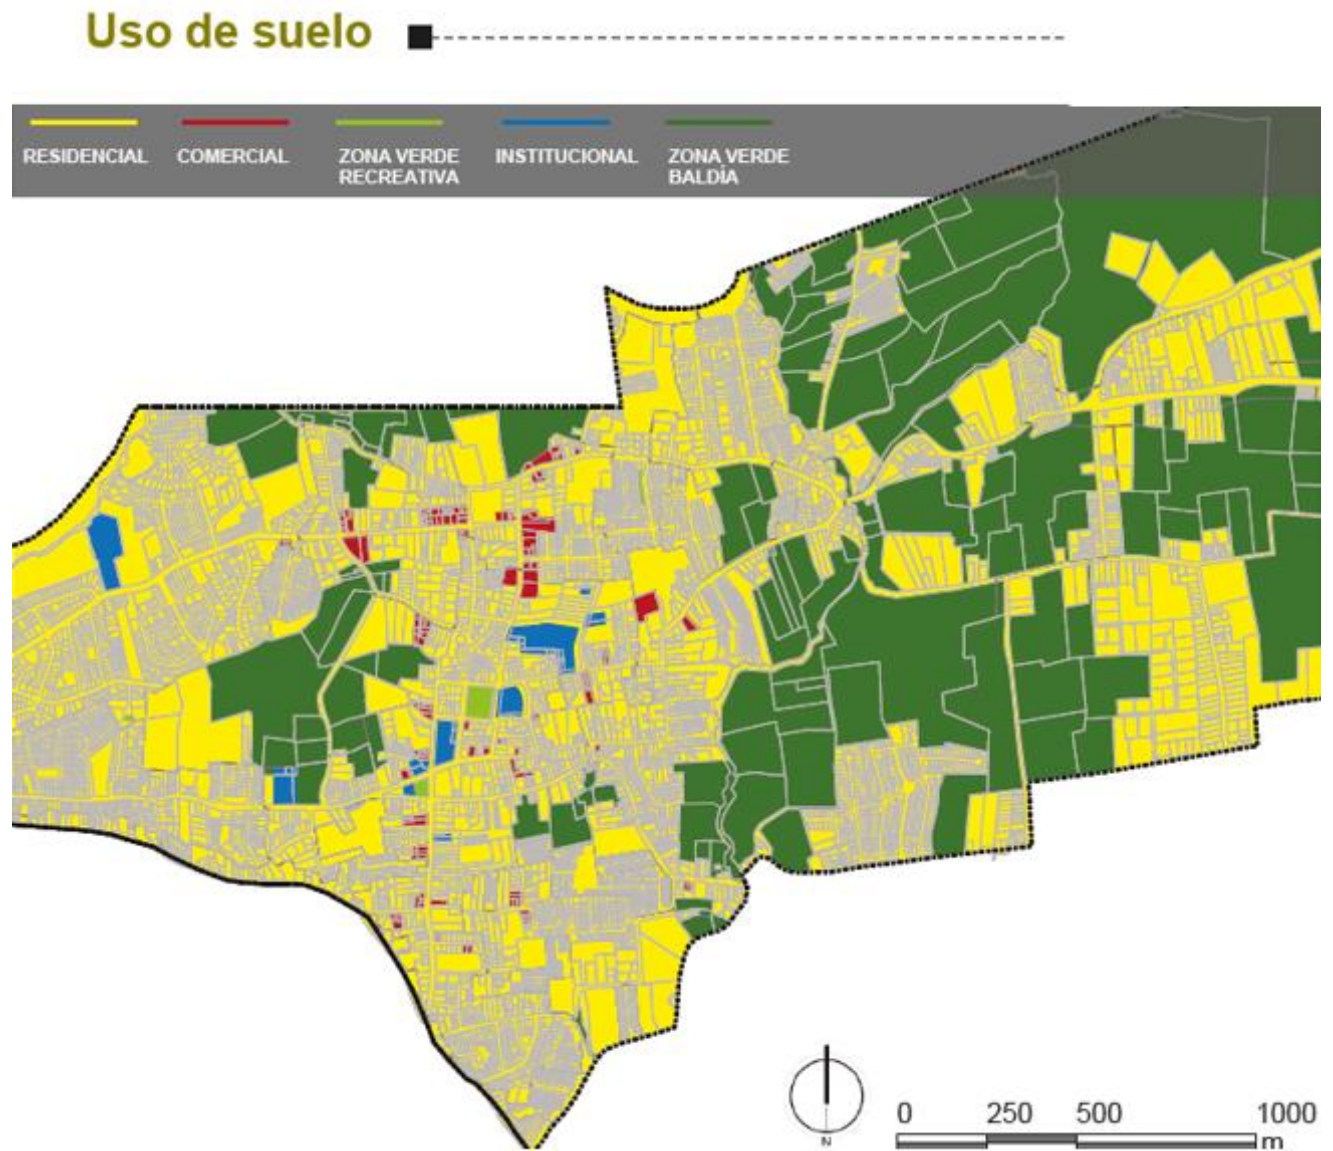 Uso de suelo
RESIDENCIAL
COMERCIAL
ZONA VERDE
RECREATIVA
INSTITUCIONAL
ZONA VERDE
BALDÍA
N
0 250 500 1000
m